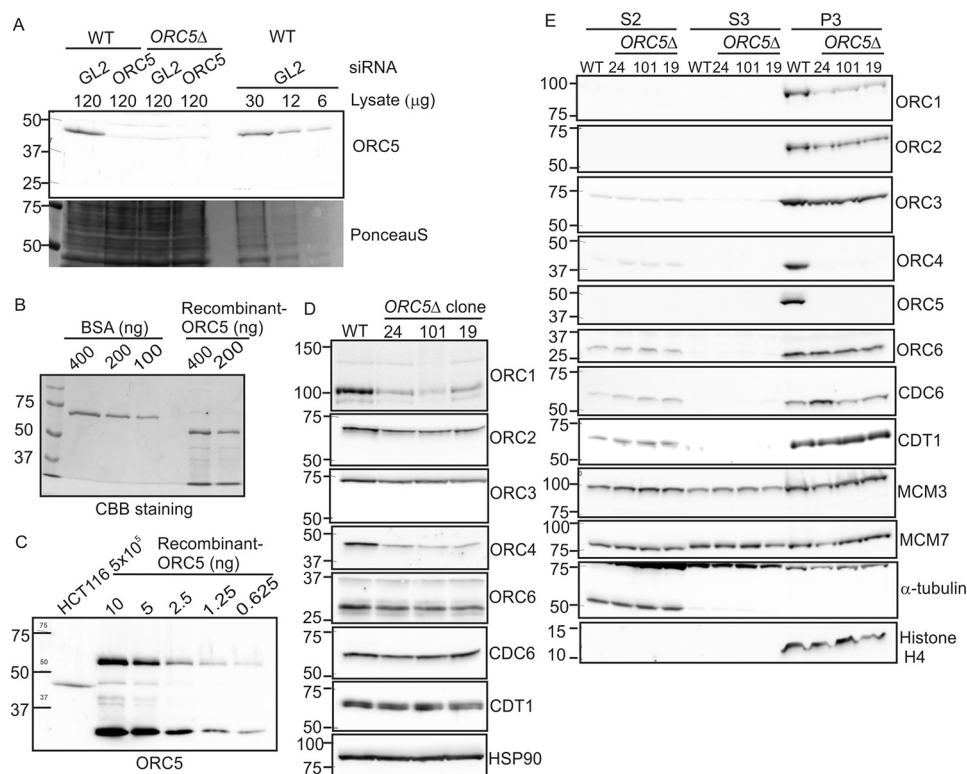 A
WT ORC5Δ WT
GL2 ORC5 GL2 ORC5 GL2 siRNA
120 120 120 120 30 12 6 Lysate (µg)
50
37
25
ORC5
75
50
PonceauS
B
BSA (ng) Recombinant-
ORC5 (ng)
400 200 100 400 200
75
50
37
CBB staining
C
HCT116 5x10⁵
Recombinant-
ORC5 (ng)
10 5 2.5 1.25 0.625
75
50
37
75
50
37
ORC5
D
ORC5Δ clone
WT 24 101 19
150
100
ORC1
75
50
ORC2
75
50
ORC3
50
37
ORC4
37
25
ORC6
75
50
CDC6
75
50
CDT1
100
75
HSP90
E
S2 S3 P3
ORC5Δ ORC5Δ ORC5Δ
WT 24 101 19 WT 24 101 19 WT 24 101 19
100
75
ORC1
75
50
ORC2
75
50
ORC3
50
37
ORC4
50
37
ORC5
37
25
ORC6
75
50
CDC6
75
50
CDT1
100
75
MCM3
100
75
MCM7
75
50
α-tubulin
15
10
Histone
H4